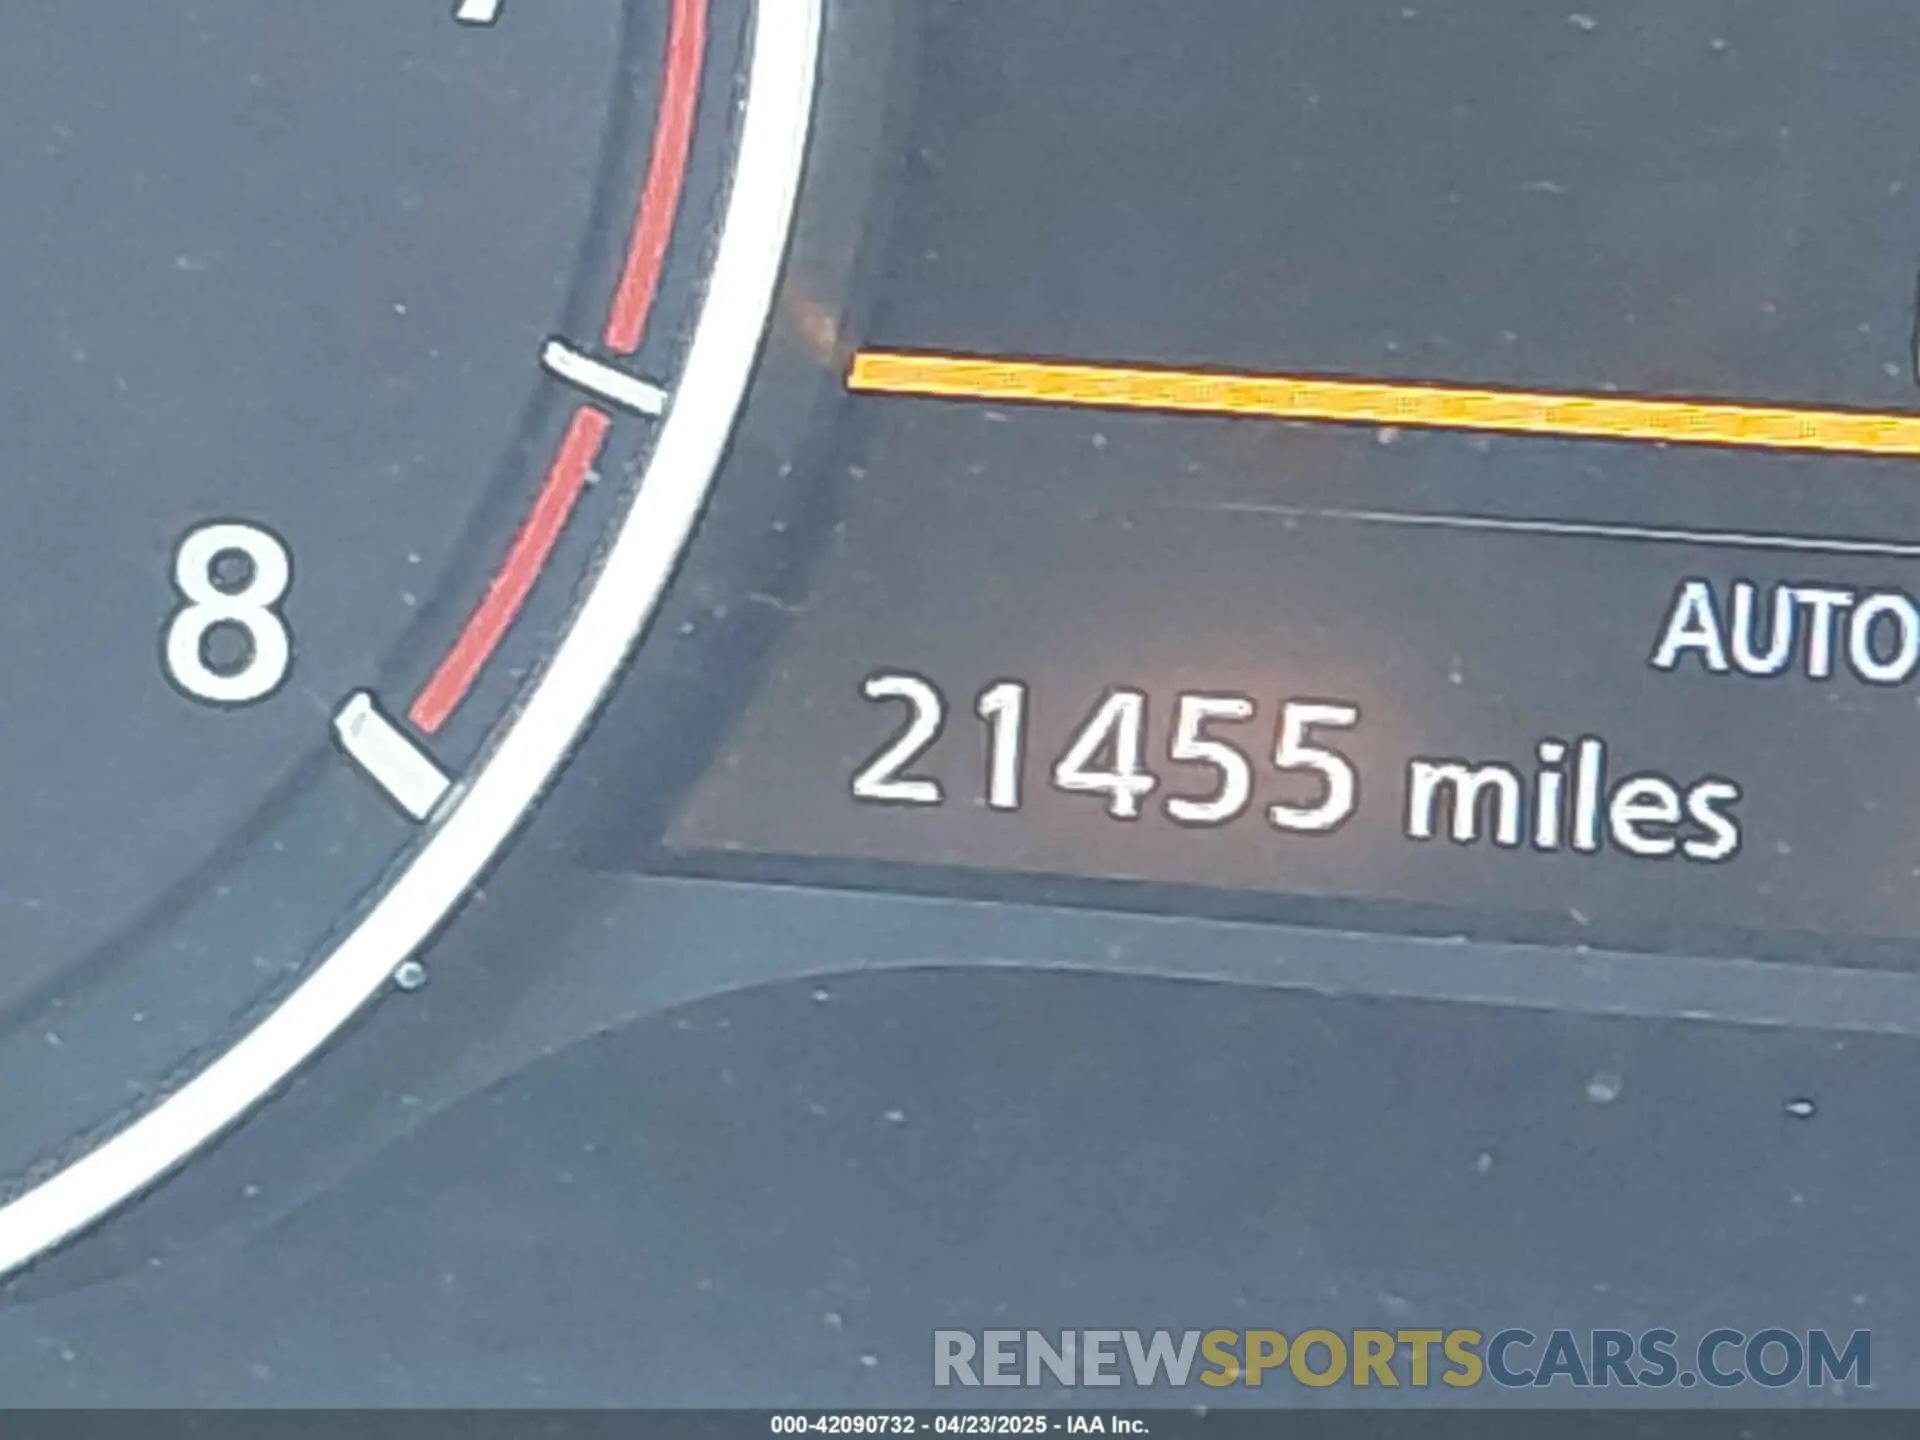 8
AUTO
21455 miles
RENEWSPORTSCARS.COM
000-42090732 - 04/23/2025 - IAA Inc.